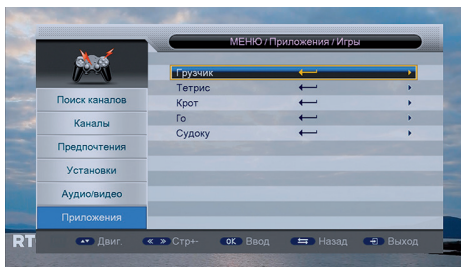 МЕНЮ / Приложения / Игры
Грузчик
Тетрис
Крот
Го
Судоку
Поиск каналов
Каналы
Предпочтения
Установки
Аудио/видео
Приложения
RT
Двиг. Стр+- OK Ввод Назад Выход